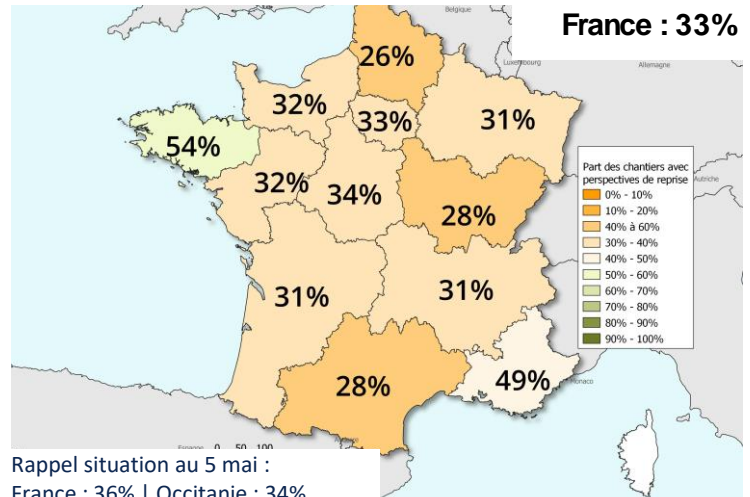 Belgique
France : 33%
Luxembourg
Allemagne
26%
32%
33%
31%
54%
32%
34%
28%
Part des chantiers avec
perspectives de reprise
0% - 10%
10% - 20%
40% à 60%
30% - 40%
40% - 50%
50% - 60%
60% - 70%
70% - 80%
80% - 90%
90% - 100%
Autriche
31%
31%
28%
49%
Monaco
Espagne 0 50 100
Rappel situation au 5 mai :
France : 36% | Occitanie : 34%